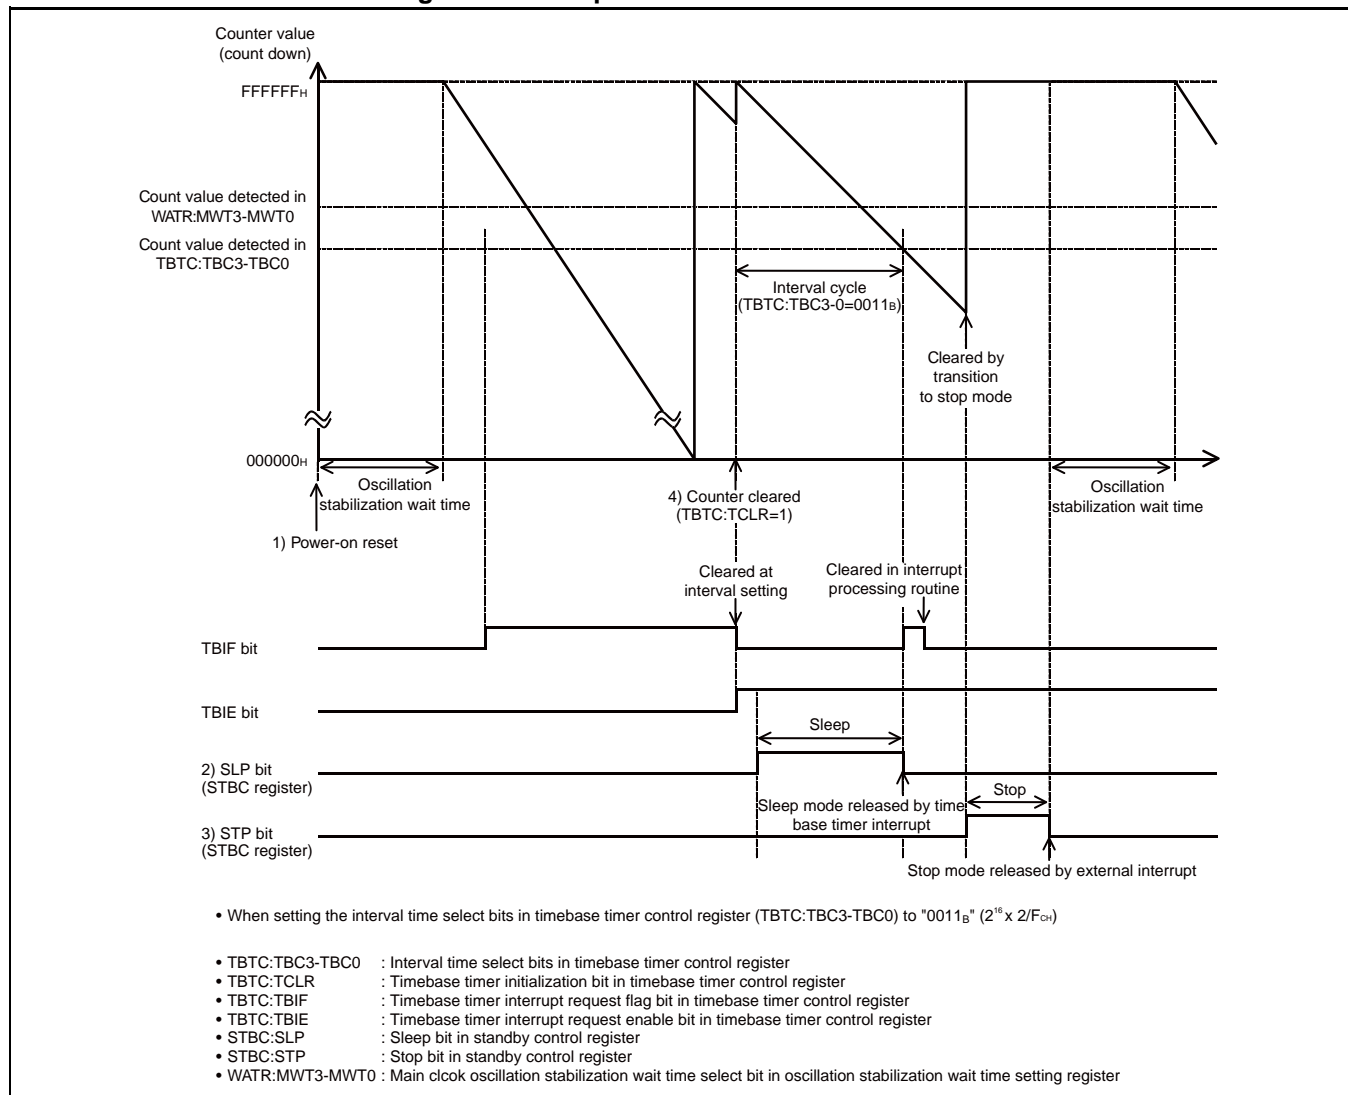 Counter value
(count down)
FFFFFFH
Count value detected in
WATR:MWT3-MWT0
Count value detected in
TBTC:TBC3-TBC0
Interval cycle
(TBTC:TBC3-0=0011B)
Cleared by
transition
to stop mode
000000H
Oscillation
stabilization wait time
4) Counter cleared
(TBTC:TCLR=1)
Oscillation
stabilization wait time
1) Power-on reset
Cleared at
interval setting
Cleared in interrupt
processing routine
TBIF bit
TBIE bit
Sleep
2) SLP bit
(STBC register)
Sleep mode released by time
base timer interrupt
Stop
3) STP bit
(STBC register)
Stop mode released by external interrupt
• When setting the interval time select bits in timebase timer control register (TBTC:TBC3-TBC0) to "0011B" (2¹⁶ x 2/FCH)
• TBTC:TBC3-TBC0 : Interval time select bits in timebase timer control register
• TBTC:TCLR : Timebase timer initialization bit in timebase timer control register
• TBTC:TBIF : Timebase timer interrupt request flag bit in timebase timer control register
• TBTC:TBIE : Timebase timer interrupt request enable bit in timebase timer control register
• STBC:SLP : Sleep bit in standby control register
• STBC:STP : Stop bit in standby control register
• WATR:MWT3-MWT0 : Main clcok oscillation stabilization wait time select bit in oscillation stabilization wait time setting register